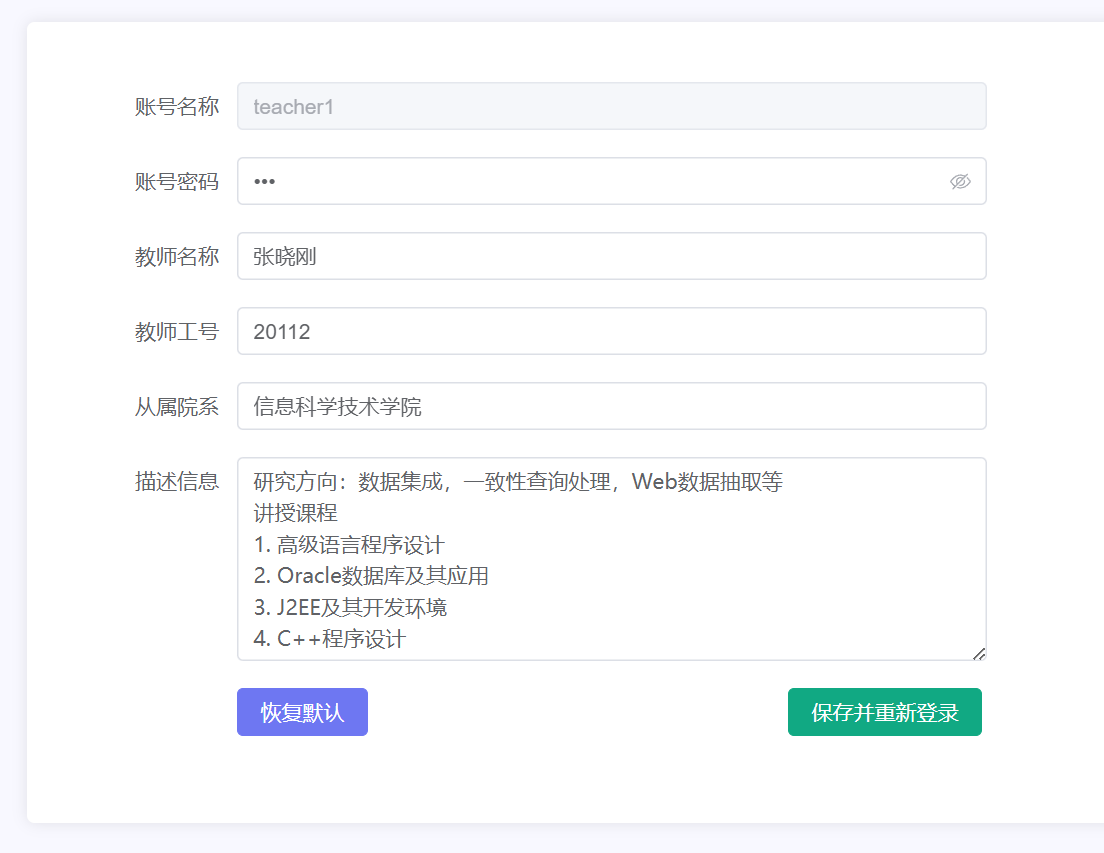 账号名称 teacher1
账号密码 •••
教师名称 张晓刚
教师工号 20112
从属院系 信息科学技术学院
描述信息 研究方向：数据集成，一致性查询处理，Web数据抽取等
讲授课程
1. 高级语言程序设计
2. Oracle数据库及其应用
3. J2EE及其开发环境
4. C++程序设计
恢复默认 保存并重新登录